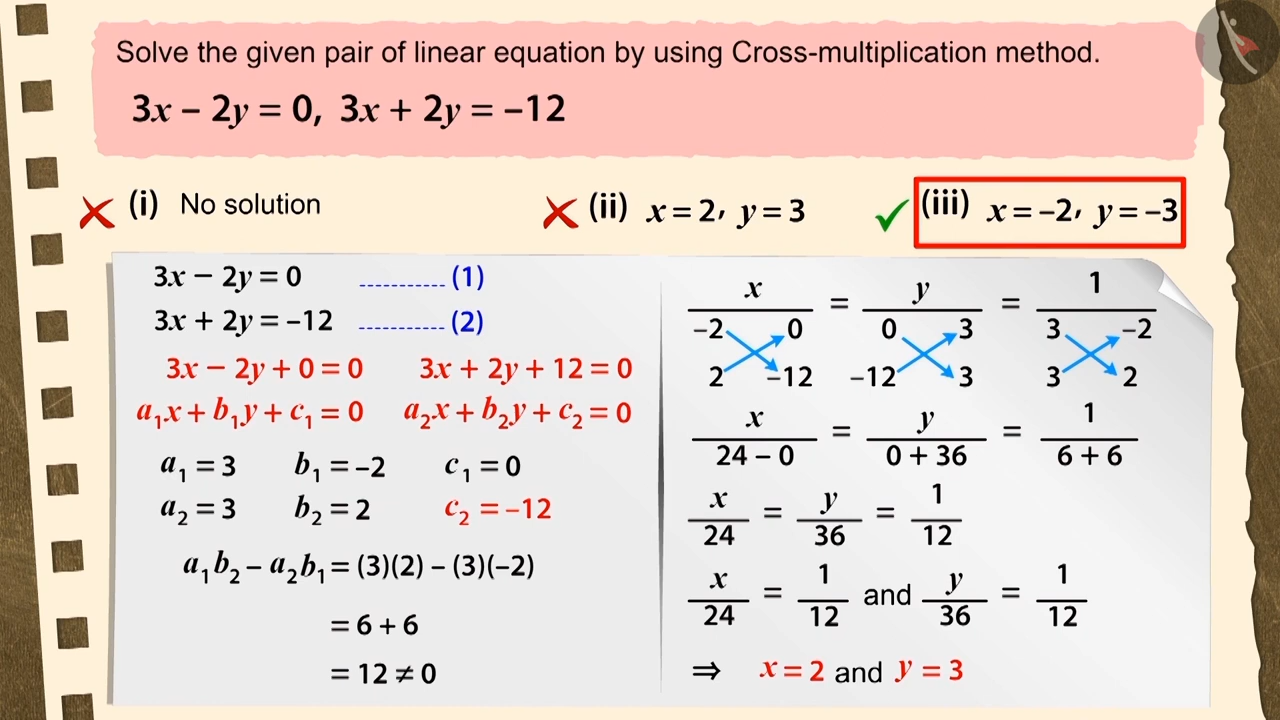 Solve the given pair of linear equation by using Cross-multiplication method.
3x – 2y = 0, 3x + 2y = –12
(i) No solution
(ii) x = 2, y = 3
(iii) x = –2, y = –3
3x – 2y = 0 ........... (1)
3x + 2y = –12 ........... (2)
3x – 2y + 0 = 0 3x + 2y + 12 = 0
a₁x + b₁y + c₁ = 0 a₂x + b₂y + c₂ = 0
a₁ = 3 b₁ = –2 c₁ = 0
a₂ = 3 b₂ = 2 c₂ = –12
a₁b₂ – a₂b₁ = (3)(2) – (3)(–2)
= 6 + 6
= 12 ≠ 0
x = y = 1
–2 0 0 3 3 –2
2 –12 –12 3 3 2
x = y = 1
24 – 0 0 + 36 6 + 6
x = y = 1
24 36 12
x = 1 and y = 1
24 12 36 12
⇒ x = 2 and y = 3